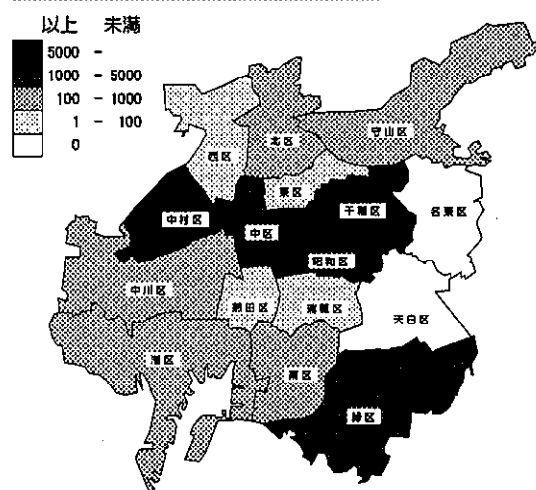 以上 未満
5000 -
1000 - 5000
100 - 1000
1 - 100
0
守山区
北区
西区
東区
千種区
名東区
中村区
中区
昭和区
中川区
熱田区
瑞穂区
天白区
港区
南区
緑区